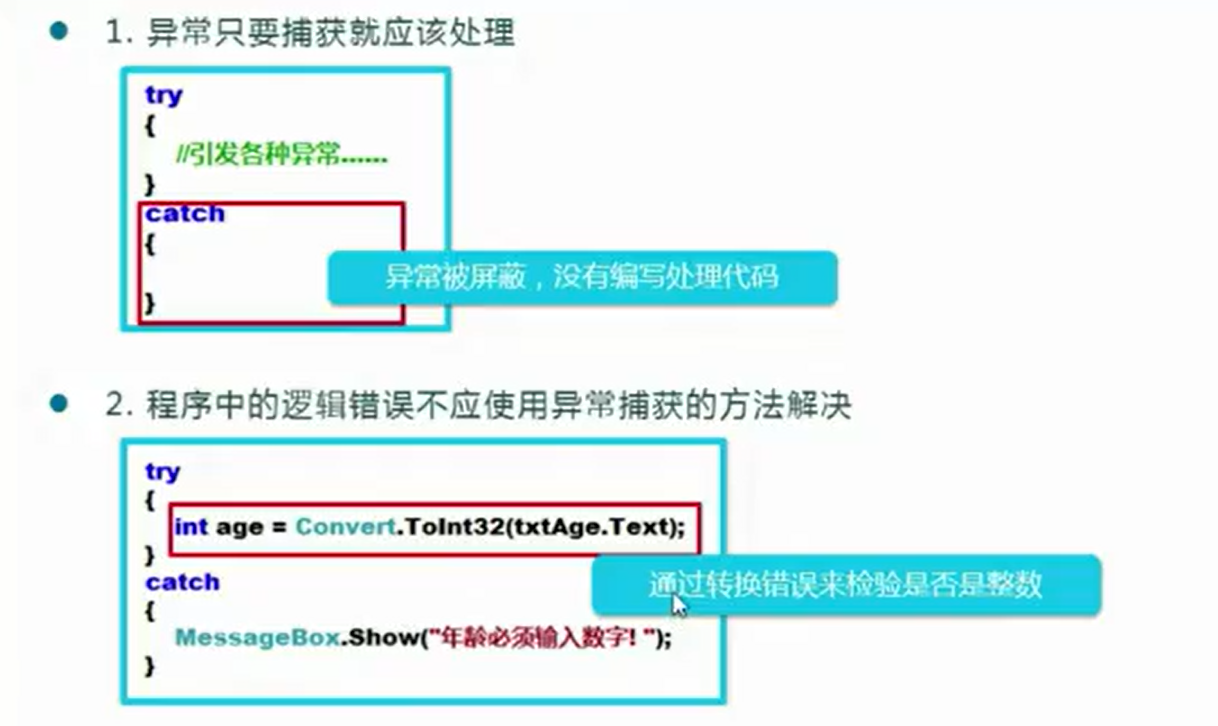 1. 异常只要捕获就应该处理
try
{
//引发各种异常......
}
catch
{
异常被屏蔽，没有编写处理代码
}
2. 程序中的逻辑错误不应使用异常捕获的方法解决
try
{
int age = Convert.ToInt32(txtAge.Text);
}
catch
通过转换错误来检验是否是整数
{
MessageBox.Show("年龄必须输入数字! ");
}